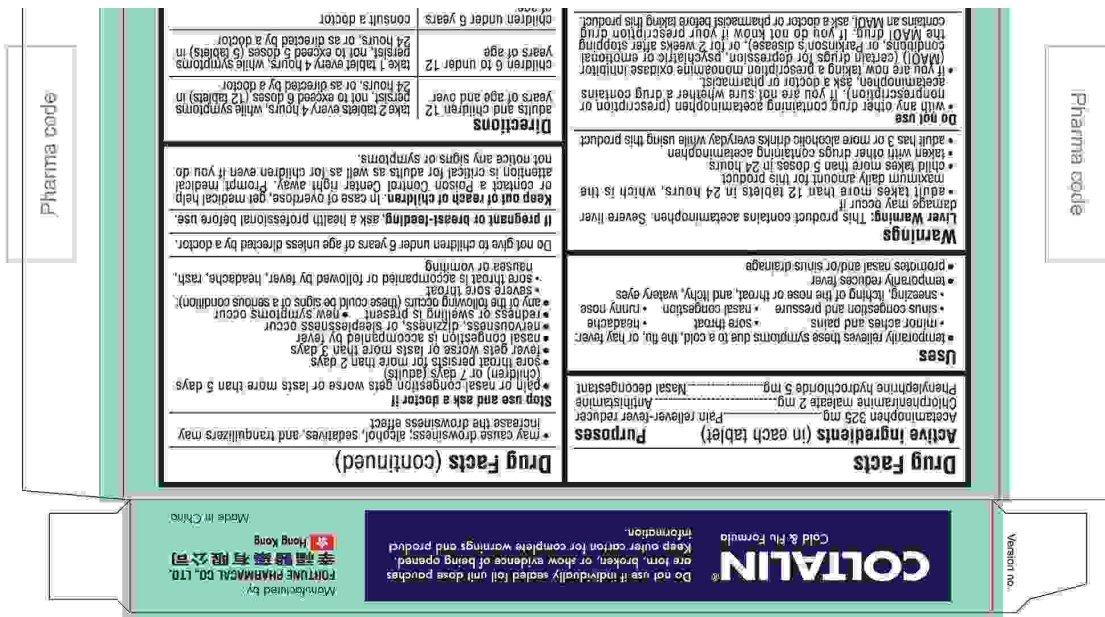 COLTALIN®
Cold & Flu Formula
Do not use if individually sealed foil unit dose pouches
are torn, broken, or show evidence of being opened.
Keep outer carton for complete warnings and product
information.
Manufactured by:
FORTUNE PHARMACAL CO., LTD.
幸福醫藥有限公司
Hong Kong
Made in China
Version no.
Drug Facts
Active ingredients (in each tablet) Purposes
Acetaminophen 325 mg..........Pain reliever-fever reducer
Chlorpheniramine maleate 2 mg..........Antihistamine
Phenylephrine hydrochloride 5 mg..........Nasal decongestant
Uses
• temporarily relieves these symptoms due to a cold, the flu, or hay fever:
• minor aches and pains • sore throat • headache
• sinus congestion and pressure • nasal congestion • runny nose
• sneezing, itching of the nose or throat, and itchy, watery eyes
• temporarily reduces fever
• promotes nasal and/or sinus drainage
Warnings
Liver Warning: This product contains acetaminophen. Severe liver
damage may occur if
• adult takes more than 12 tablets in 24 hours, which is the
maximum daily amount for this product
• child takes more than 5 doses in 24 hours
• taken with other drugs containing acetaminophen
• adult has 3 or more alcoholic drinks everyday while using this product
Do not use
• with any other drug containing acetaminophen (prescription or
nonprescription). If you are not sure whether a drug contains
acetaminophen, ask a doctor or pharmacist.
• if you are now taking a prescription monoamine oxidase inhibitor
(MAOI) (certain drugs for depression, psychiatric or emotional
conditions, or Parkinson's disease), or for 2 weeks after stopping
the MAOI drug. If you do not know if your prescription drug
contains an MAOI, ask a doctor or pharmacist before taking this product.
Drug Facts (continued)
• may cause drowsiness; alcohol, sedatives, and tranquilizers may
increase the drowsiness effect
Stop use and ask a doctor if
• pain or nasal congestion gets worse or lasts more than 5 days
(children) or 7 days (adults)
• sore throat persists for more than 2 days
• fever gets worse or lasts more than 3 days
• nasal congestion is accompanied by fever
• nervousness, dizziness, or sleeplessness occur
• redness or swelling is present • new symptoms occur
• any of the following occurs (these could be signs of a serious condition):
• severe sore throat
• sore throat is accompanied or followed by fever, headache, rash,
nausea or vomiting
Do not give to children under 6 years of age unless directed by a doctor.
If pregnant or breast-feeding, ask a health professional before use.
Keep out of reach of children. In case of overdose, get medical help
or contact a Poison Control Center right away. Prompt medical
attention is critical for adults as well as for children even if you do
not notice any signs or symptoms.
Directions
adults and children 12 years of age and over
take 2 tablets every 4 hours, while symptoms
persist, not to exceed 6 doses (12 tablets) in
24 hours, or as directed by a doctor
children 6 to under 12 years of age
take 1 tablet every 4 hours, while symptoms
persist, not to exceed 5 doses (5 tablets) in
24 hours, or as directed by a doctor
children under 6 years of age
consult a doctor
Pharma code
Pharma code